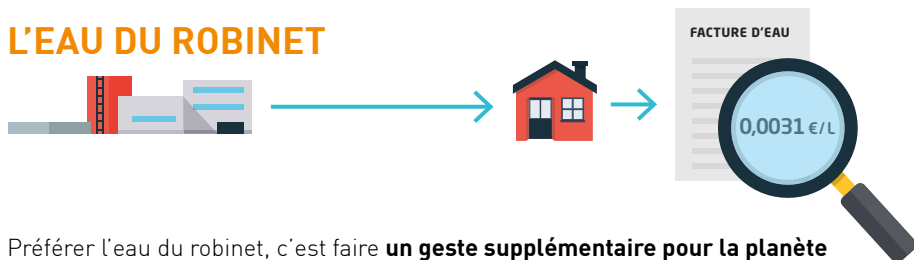 L'EAU DU ROBINET
FACTURE D'EAU
0,0031 €/L
Préférer l'eau du robinet, c'est faire un geste supplémentaire pour la planète